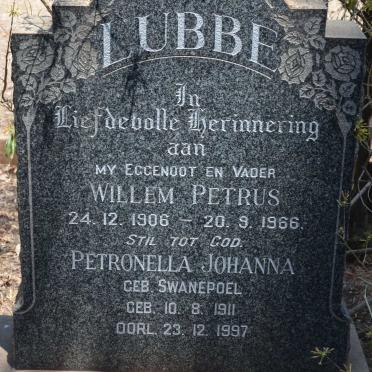 LUBBE
In
Liefdevolle Herinnering
aan
MY EGGENOOT EN VADER
WILLEM PETRUS
24. 12. 1906 – 20. 9. 1966.
STIL TOT GOD.
PETRONELLA JOHANNA
GEB. SWANEPOEL
GEB. 10. 8. 1911
OORL. 23. 12. 1997